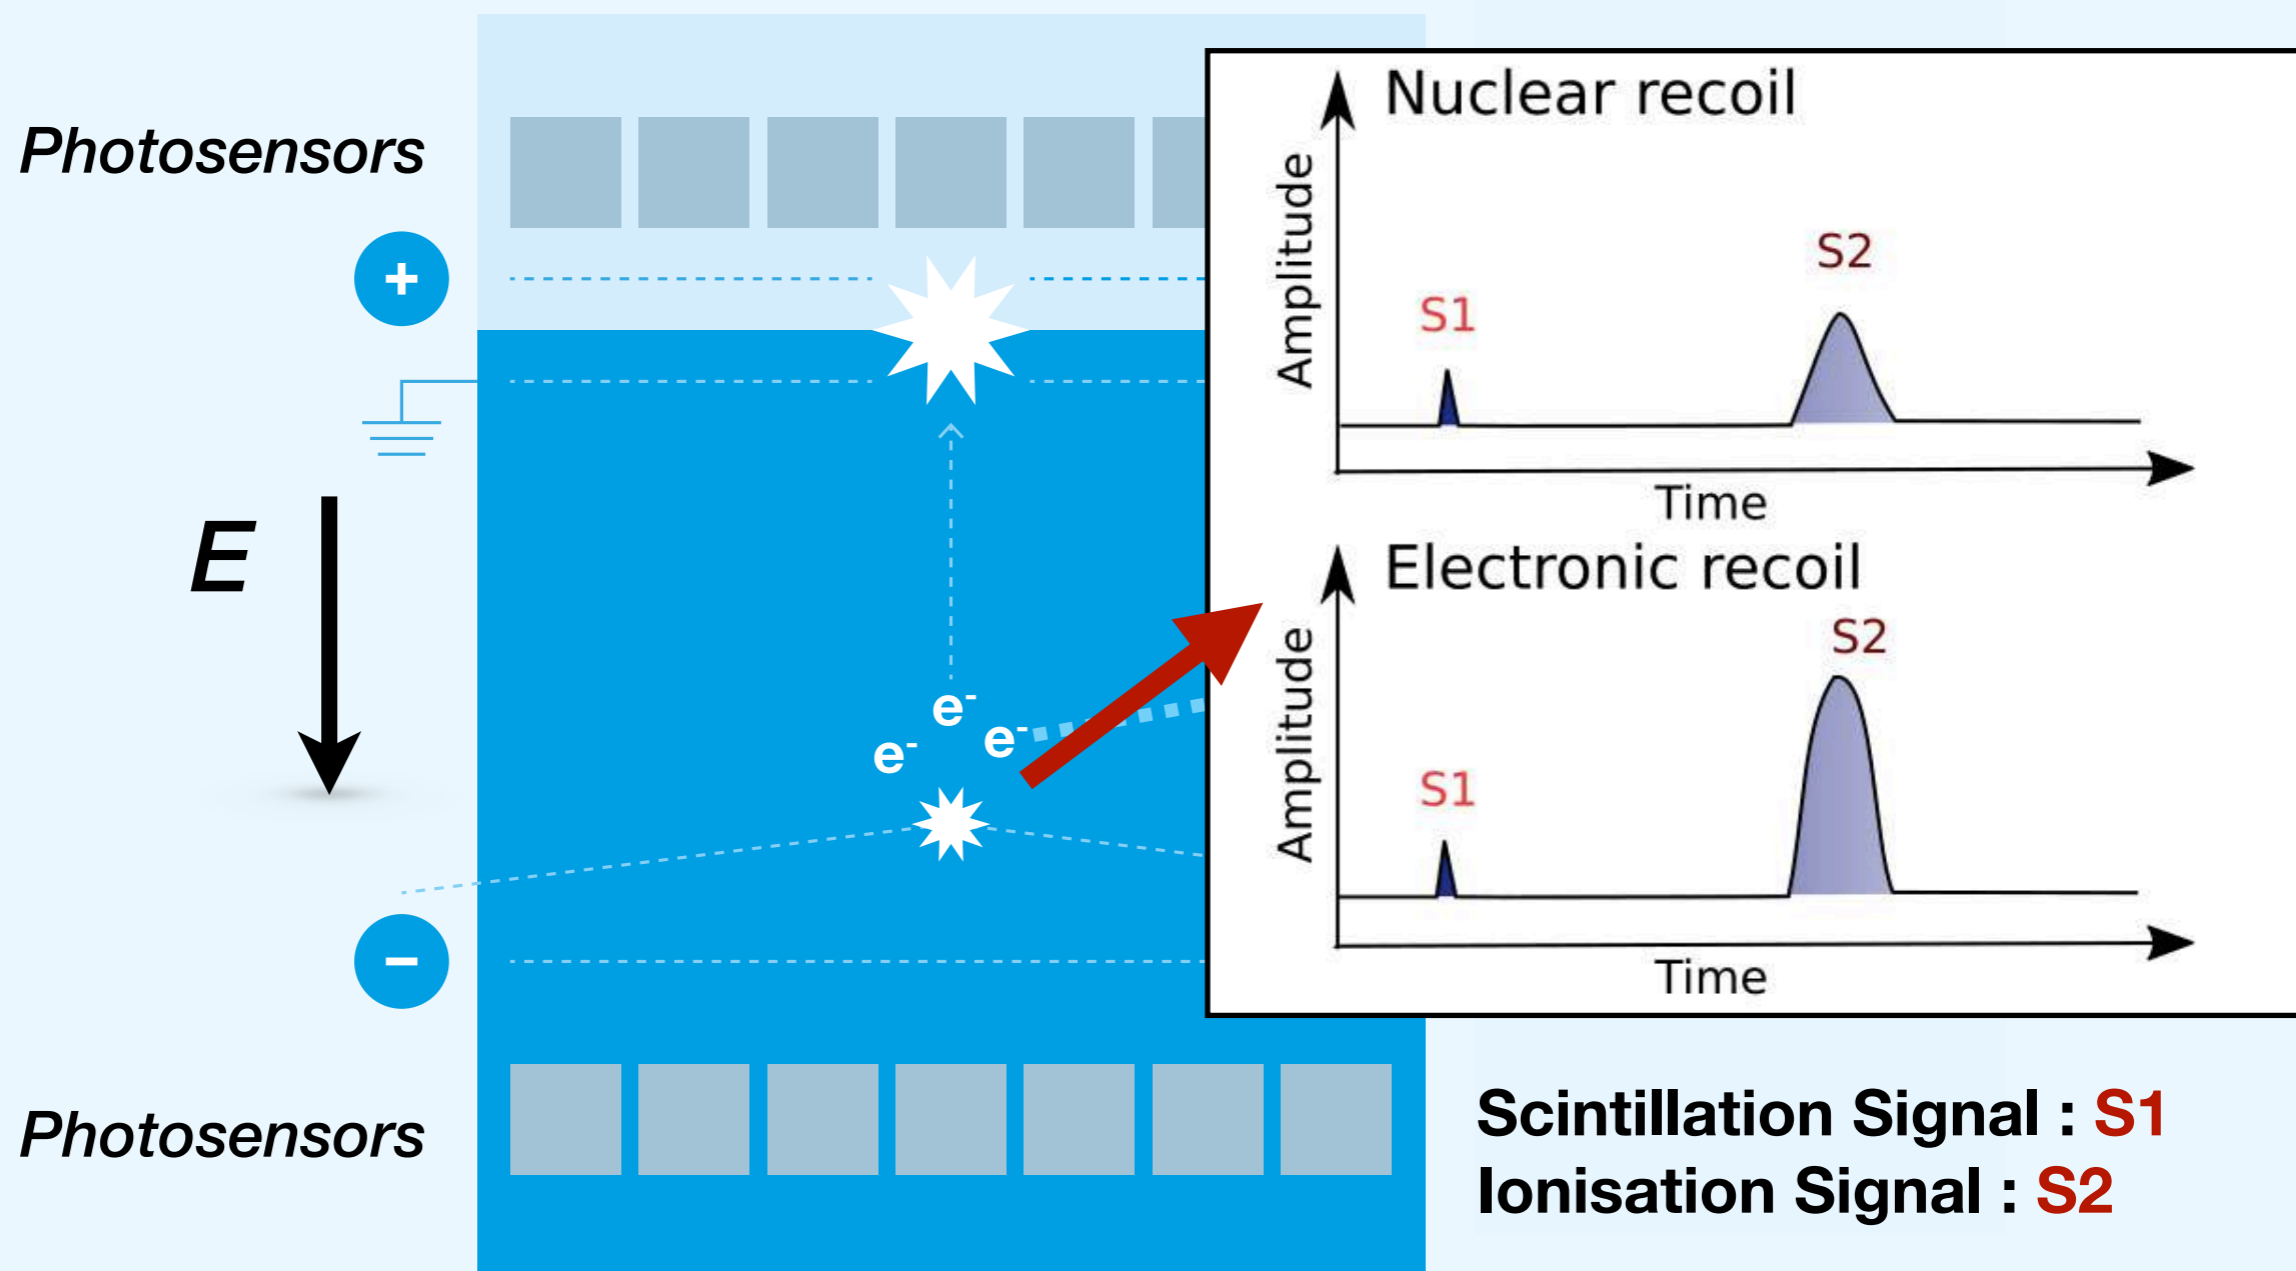 Photosensors
+
E
e-
e-
e-
−
Photosensors
Nuclear recoil
Amplitude
S1
S2
Time
Electronic recoil
Amplitude
S1
S2
Time
Scintillation Signal : S1
Ionisation Signal : S2